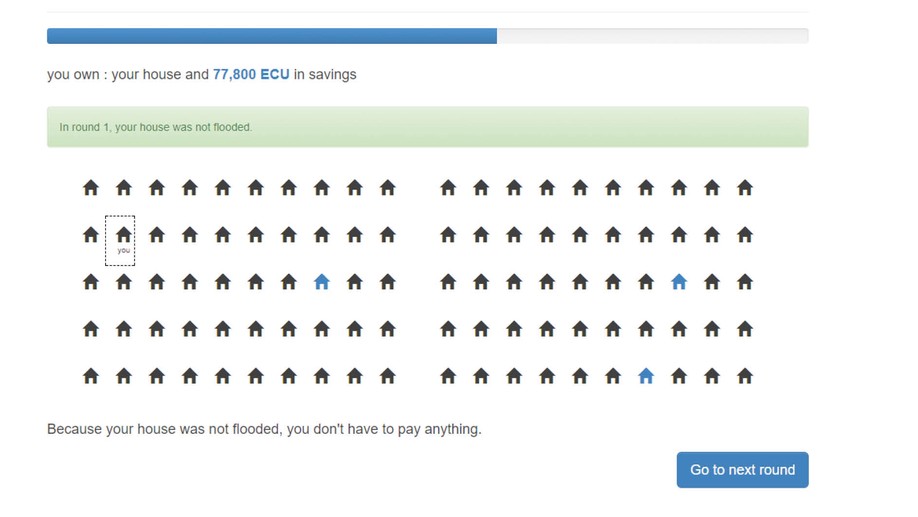 you own : your house and 77,800 ECU in savings
In round 1, your house was not flooded.
you
Because your house was not flooded, you don't have to pay anything.
Go to next round